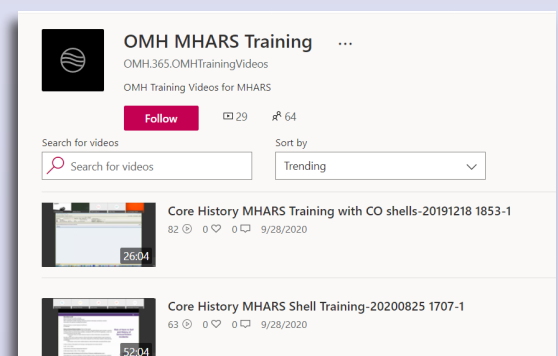 OMH MHARS Training ...
OMH.365.OMHTrainingVideos
OMH Training Videos for MHARS
Follow 29 64
Search for videos Sort by
Search for videos Trending
Core History MHARS Training with CO shells-20191218 1853-1
82 0 0 9/28/2020
26:04
Core History MHARS Shell Training-20200825 1707-1
63 0 0 9/28/2020
52:04